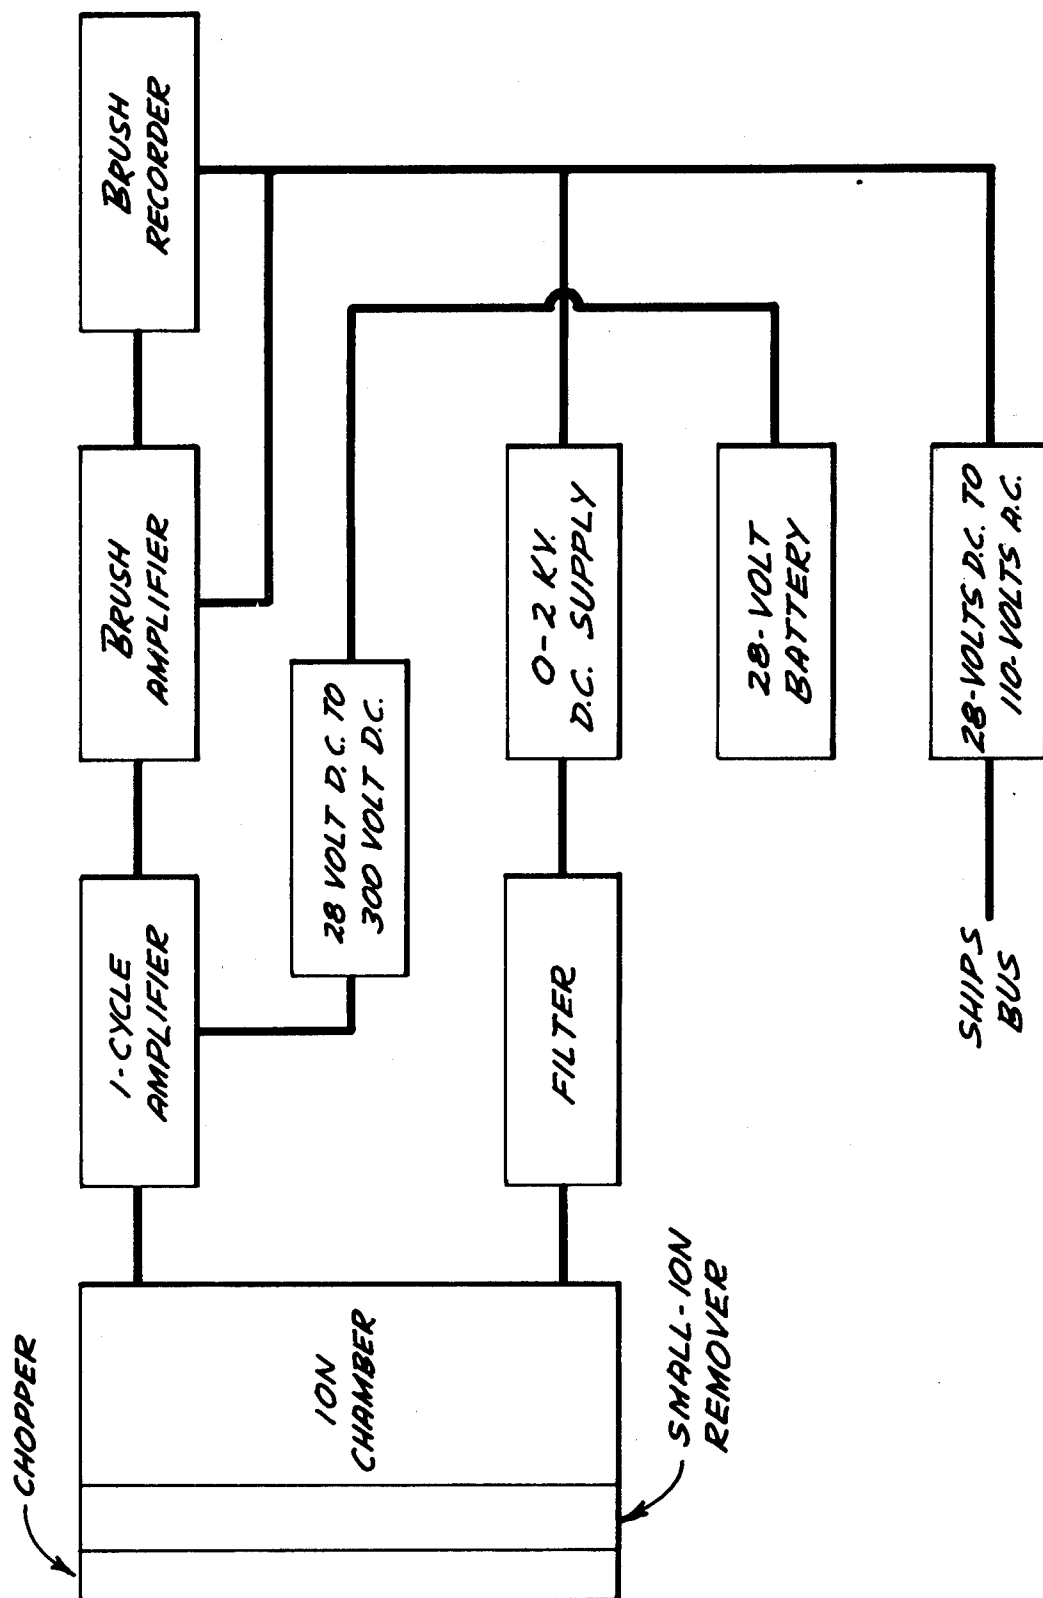 CHOPPER
ION
CHAMBER
SMALL-ION
REMOVER
1-CYCLE
AMPLIFIER
BRUSH
AMPLIFIER
BRUSH
RECORDER
28 VOLT D.C. TO
300 VOLT D.C.
FILTER
0-2 KV.
D.C. SUPPLY
28-VOLT
BATTERY
SHIPS
BUS
28-VOLTS D.C. TO
110-VOLTS A.C.